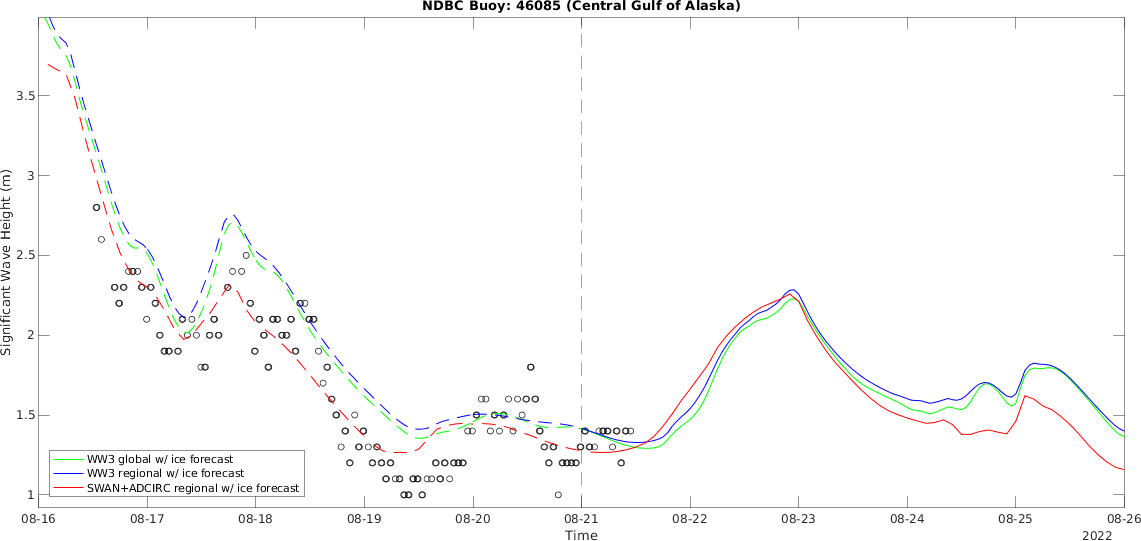 NDBC Buoy: 46085 (Central Gulf of Alaska)
3.5
3
2.5
2
1.5
1
Significant Wave Height (m)
WW3 global w/ ice forecast
WW3 regional w/ ice forecast
SWAN+ADCIRC regional w/ ice forecast
08-16 08-17 08-18 08-19 08-20 08-21 08-22 08-23 08-24 08-25 08-26
Time
2022